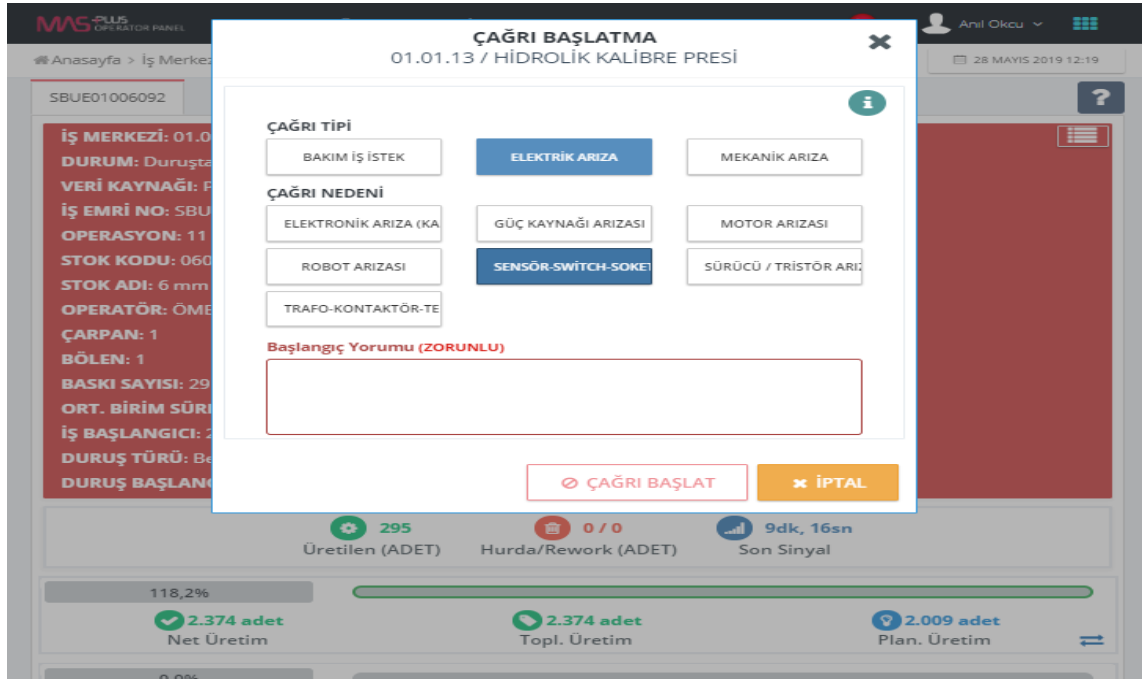 MAS PLUS
OPERATOR PANEL
Anıl Okcu
Anasayfa > İş Merkez
28 MAYIS 2019 12:19
SBUE01006092
?
ÇAĞRI BAŞLATMA
01.01.13 / HİDROLİK KALİBRE PRESİ
ÇAĞRI TİPİ
BAKIM İŞ İSTEK
ELEKTRİK ARIZA
MEKANİK ARIZA
ÇAĞRI NEDENİ
ELEKTRONİK ARIZA (KA
GÜÇ KAYNAĞI ARIZASI
MOTOR ARIZASI
ROBOT ARIZASI
SENSÖR-SWİTCH-SOKET
SÜRÜCÜ / TRİSTÖR ARIZ
TRAFO-KONTAKTÖR-TE
Başlangıç Yorumu (ZORUNLU)
ÇAĞRI BAŞLAT
İPTAL
İŞ MERKEZİ: 01.0
DURUM: Duruşta
VERİ KAYNAĞI: P
İŞ EMRİ NO: SBU
OPERASYON: 11
STOK KODU: 060
STOK ADI: 6 mm
OPERATÖR: ÖME
ÇARPAN: 1
BÖLEN: 1
BASKI SAYISI: 29
ORT. BİRİM SÜRE
İŞ BAŞLANGICI: 2
DURUŞ TÜRÜ: Be
DURUŞ BAŞLANG
295
Üretilen (ADET)
0 / 0
Hurda/Rework (ADET)
9dk, 16sn
Son Sinyal
118,2%
2.374 adet
Net Üretim
2.374 adet
Topl. Üretim
2.009 adet
Plan. Üretim